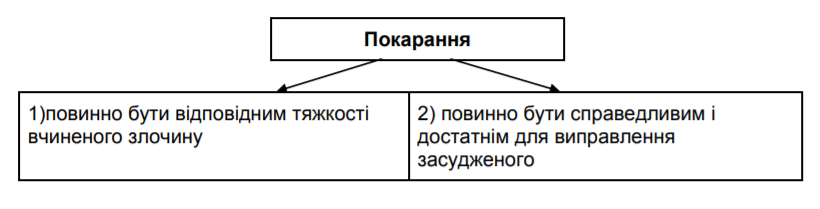 Покарання
1)повинно бути відповідним тяжкості
вчиненого злочину
2) повинно бути справедливим і
достатнім для виправлення
засудженого